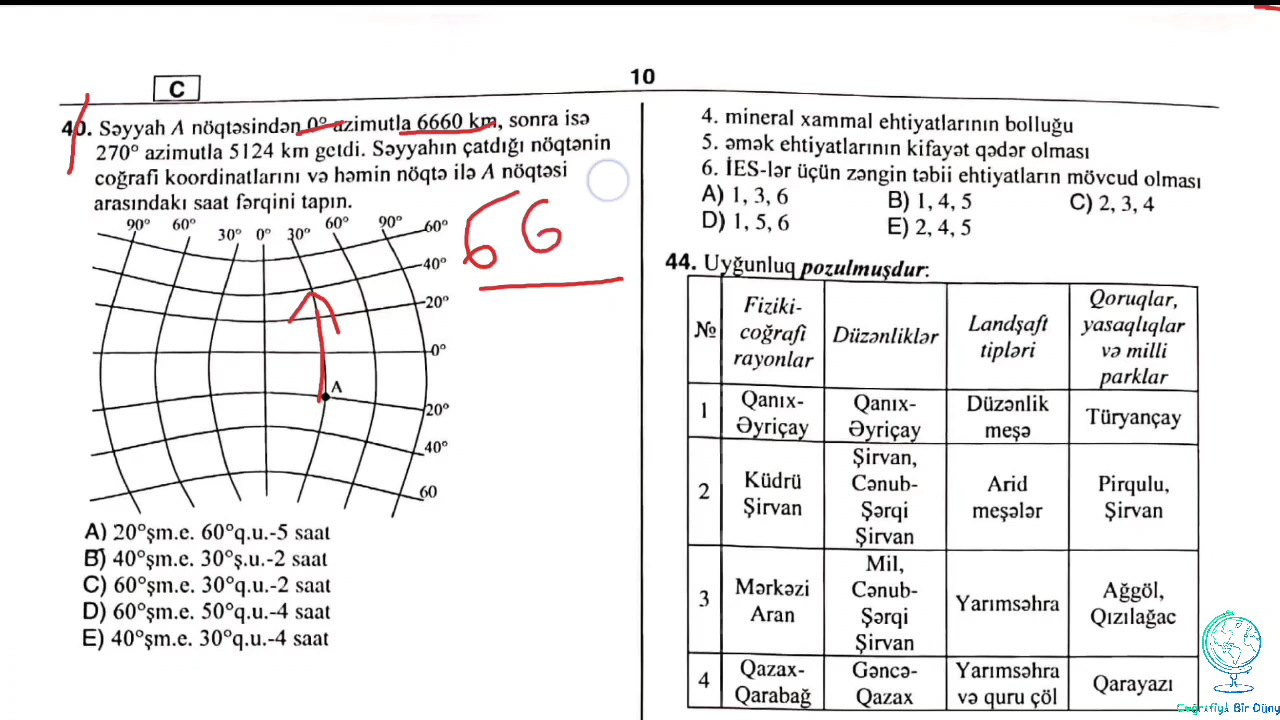 C
10
40. Səyyah A nöqtəsindən 0° azimutla 6660 km, sonra isə
270° azimutla 5124 km getdi. Səyyahın çatdığı nöqtənin
coğrafi koordinatlarını və həmin nöqtə ilə A nöqtəsi
arasındakı saat fərqini tapın.
66
90° 60° 30° 0° 30° 60° 90° 60°
40°
20°
0°
A
20°
40°
60
A) 20°şm.e. 60°q.u.-5 saat
B) 40°şm.e. 30°ş.u.-2 saat
C) 60°şm.e. 30°q.u.-2 saat
D) 60°şm.e. 50°q.u.-4 saat
E) 40°şm.e. 30°q.u.-4 saat
4. mineral xammal ehtiyatlarının bolluğu
5. əmək ehtiyatlarının kifayət qədər olması
6. İES-lər üçün zəngin təbii ehtiyatların mövcud olması
A) 1, 3, 6 B) 1, 4, 5 C) 2, 3, 4
D) 1, 5, 6 E) 2, 4, 5
44. Uyğunluq pozulmuşdur:
№ Fiziki-coğrafi rayonlar Düzənliklər Landşaft tipləri Qoruqlar, yasaqlıqlar və milli parklar
1 Qanıx-Əyriçay Qanıx-Əyriçay Düzənlik meşə Türyançay
2 Küdrü Şirvan Şirvan, Cənub-Şərqi Şirvan Arid meşələr Pirqulu, Şirvan
3 Mərkəzi Aran Mil, Cənub-Şərqi Şirvan Yarımsəhra Ağgöl, Qızılağac
4 Qazax-Qarabağ Gəncə-Qazax Yarımsəhra və quru çöl Qarayazı
Coğrafiya Bir Düny